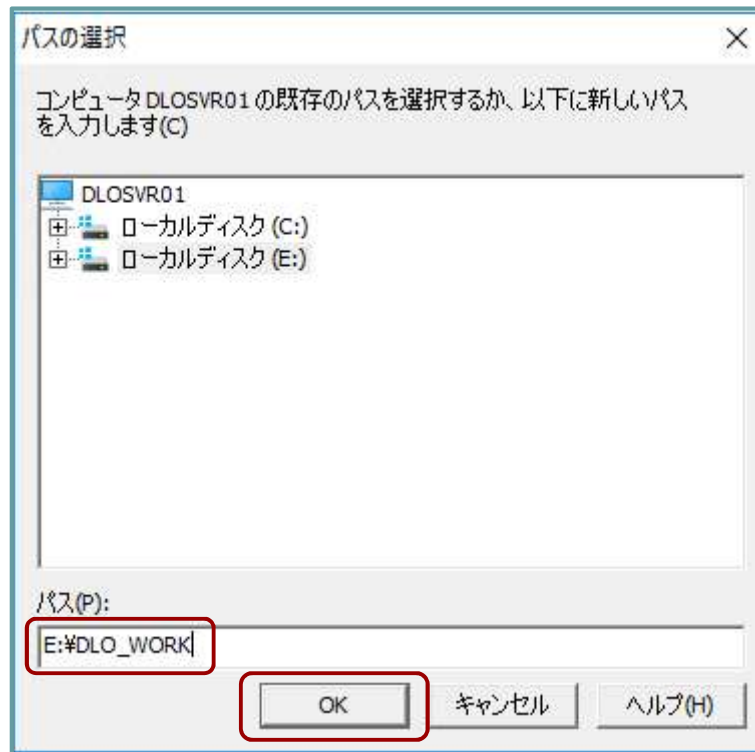 パスの選択
コンピュータ DLOSVR01 の既存のパスを選択するか、以下に新しいパス
を入力します(C)
DLOSVR01
ローカルディスク (C:)
ローカルディスク (E:)
パス(P):
E:¥DLO_WORK
OK キャンセル ヘルプ(H)